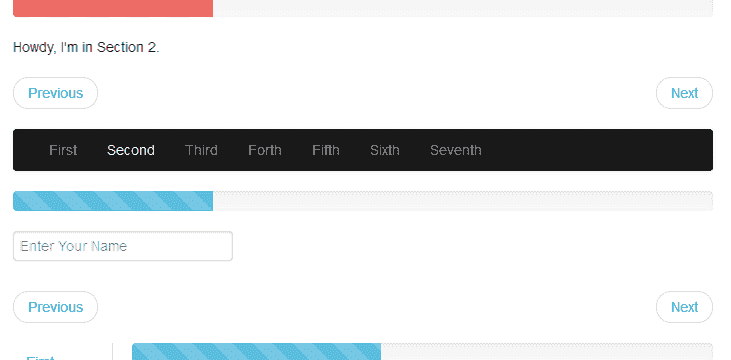 Howdy, I'm in Section 2.
Previous Next
First Second Third Forth Fifth Sixth Seventh
Enter Your Name
Previous Next
First